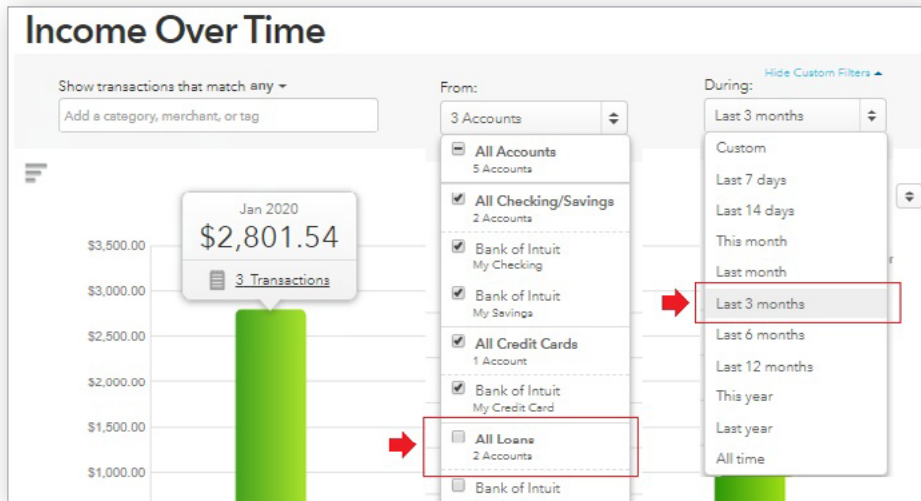 Income Over Time
Hide Custom Filters
Show transactions that match any
From:
During:
Add a category, merchant, or tag
3 Accounts
Last 3 months
All Accounts
5 Accounts
All Checking/Savings
2 Accounts
Bank of Intuit
My Checking
Bank of Intuit
My Savings
All Credit Cards
1 Account
Bank of Intuit
My Credit Card
All Loans
2 Accounts
Bank of Intuit
Custom
Last 7 days
Last 14 days
This month
Last month
Last 3 months
Last 6 months
Last 12 months
This year
Last year
All time
Jan 2020
$2,801.54
3 Transactions
$3,500.00
$3,000.00
$2,500.00
$2,000.00
$1,500.00
$1,000.00